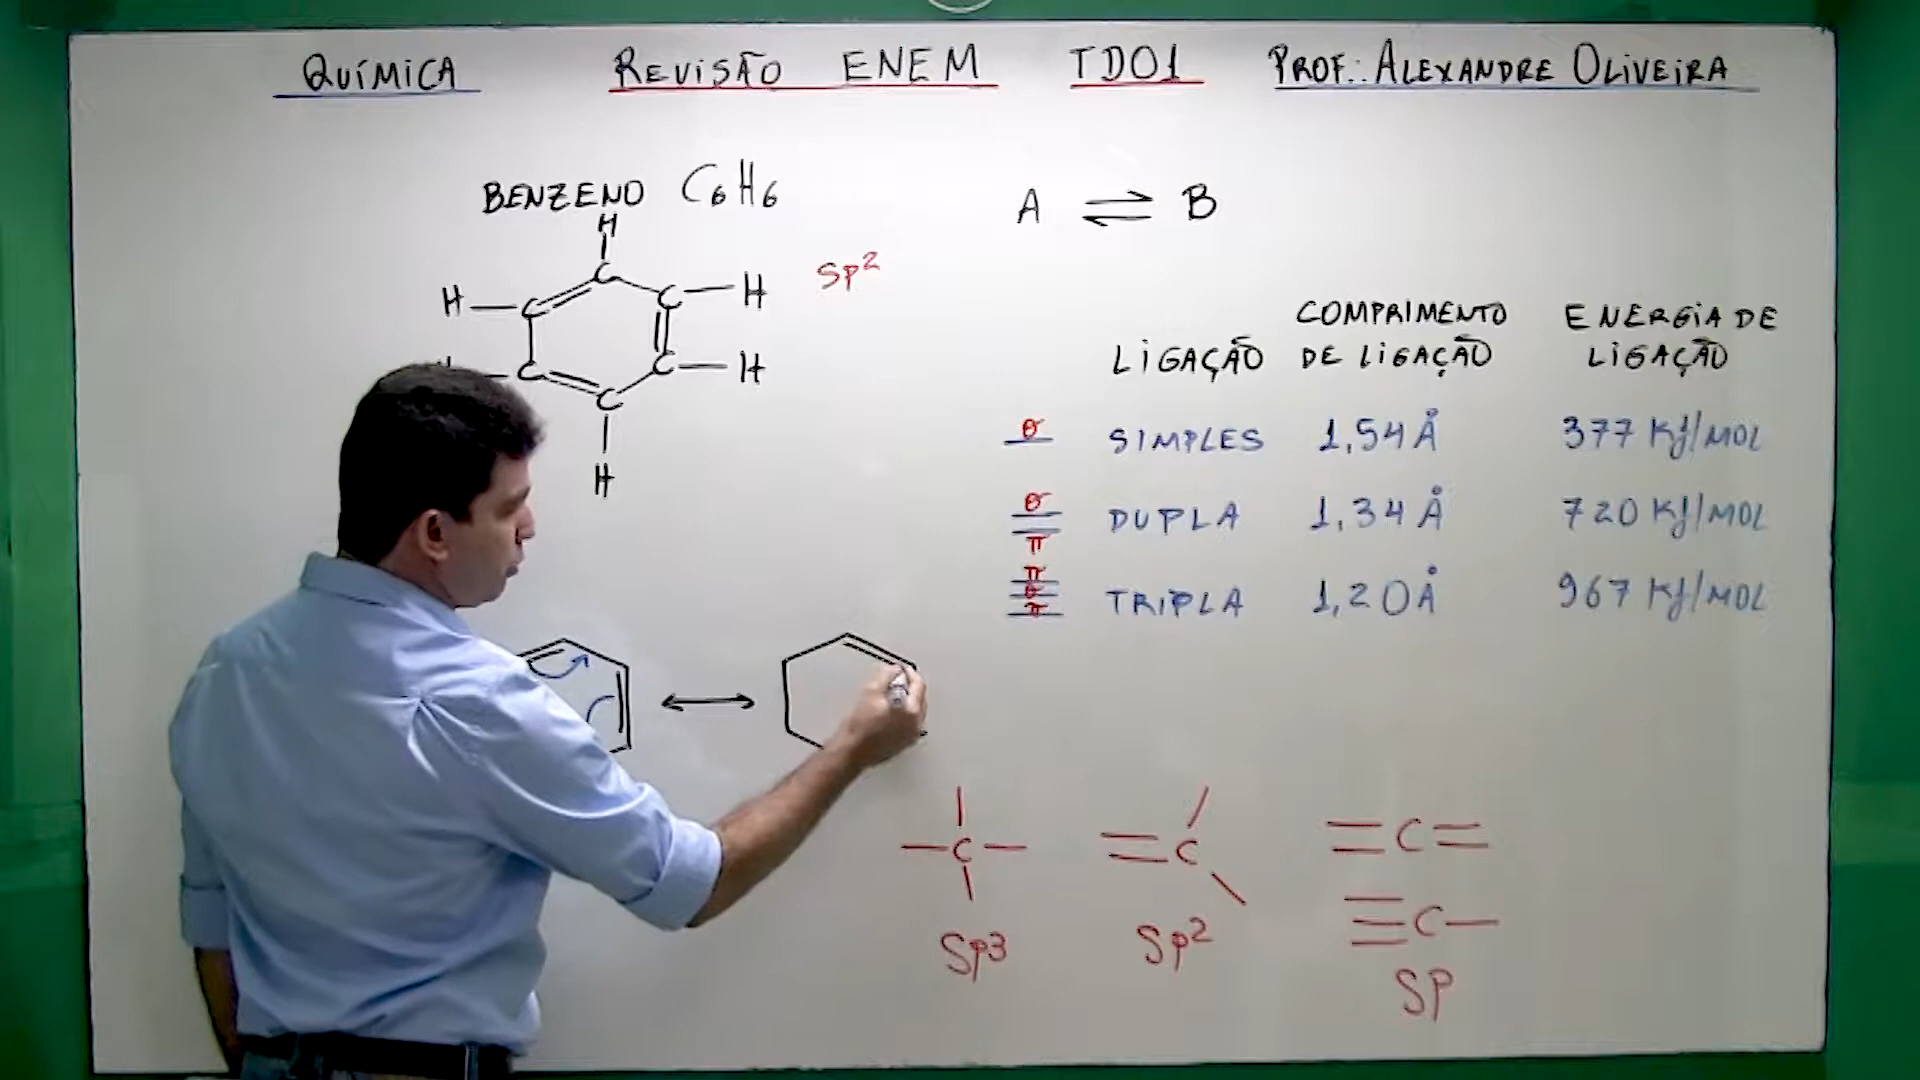 QUÍMICA REVISÃO ENEM TD01 PROF.: ALEXANDRE OLIVEIRA
BENZENO C6H6
H
C
H C C H
H C C H
C
H
sp²
A ⇌ B
LIGAÇÃO COMPRIMENTO DE LIGAÇÃO ENERGIA DE LIGAÇÃO
σ SIMPLES 1,54 Å 377 KJ/MOL
σ π DUPLA 1,34 Å 720 KJ/MOL
π σ π TRIPLA 1,20 Å 967 KJ/MOL
C
Sp3
=C
Sp²
=C=
≡C–
SP